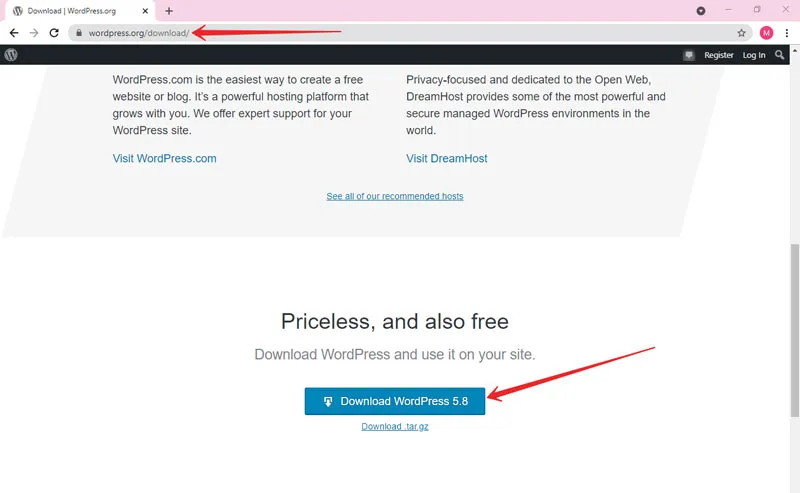 Download | WordPress.org
wordpress.org/download/
M
Register Log In
WordPress.com is the easiest way to create a free
website or blog. It's a powerful hosting platform that
grows with you. We offer expert support for your
WordPress site.
Visit WordPress.com
Privacy-focused and dedicated to the Open Web,
DreamHost provides some of the most powerful and
secure managed WordPress environments in the
world.
Visit DreamHost
See all of our recommended hosts
Priceless, and also free
Download WordPress and use it on your site.
Download WordPress 5.8
Download .tar.gz